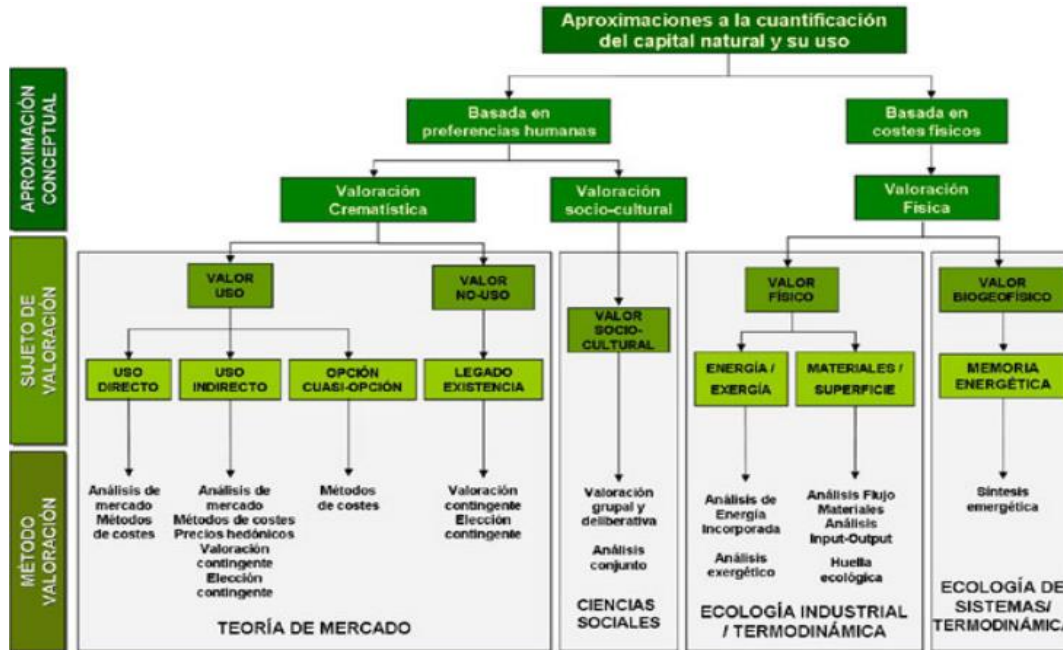 Aproximaciones a la cuantificación
del capital natural y su uso
APROXIMACIÓN
CONCEPTUAL
Basada en
preferencias humanas
Basada en
costes físicos
Valoración
Crematística
Valoración
socio-cultural
Valoración
Física
SUJETO DE
VALORACIÓN
VALOR
USO
VALOR
NO-USO
VALOR
SOCIO-
CULTURAL
VALOR
FÍSICO
VALOR
BIOGEOFÍSICO
USO
DIRECTO
USO
INDIRECTO
OPCIÓN
CUASI-OPCIÓN
LEGADO
EXISTENCIA
ENERGÍA /
EXERGÍA
MATERIALES /
SUPERFICIE
MEMORIA
ENERGÉTICA
MÉTODO
VALORACIÓN
Análisis de
mercado
Métodos
de costes
Análisis de
mercado
Métodos de costes
Precios hedónicos
Valoración
contingente
Elección
contingente
Métodos
de costes
Valoración
contingente
Elección
contingente
Valoración
grupal y
deliberativa
Análisis
conjunto
Análisis de
Energía
Incorporada
Análisis
exergético
Análisis Flujo
Materiales
Análisis
Input-Output
Huella
ecológica
Síntesis
emergética
TEORÍA DE MERCADO
CIENCIAS
SOCIALES
ECOLOGÍA INDUSTRIAL
/ TERMODINÁMICA
ECOLOGÍA DE
SISTEMAS/
TERMODINÁMICA